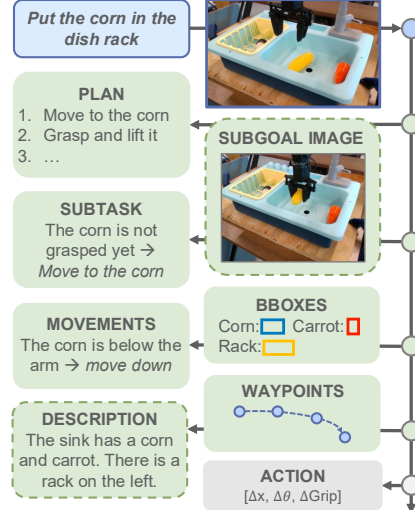 Put the corn in the
dish rack
PLAN
1. Move to the corn
2. Grasp and lift it
3. ...
SUBGOAL IMAGE
SUBTASK
The corn is not
grasped yet →
Move to the corn
BBOXES
Corn: Carrot:
Rack:
MOVEMENTS
The corn is below the
arm → move down
WAYPOINTS
DESCRIPTION
The sink has a corn
and carrot. There is a
rack on the left.
ACTION
[Δx, Δθ, ΔGrip]